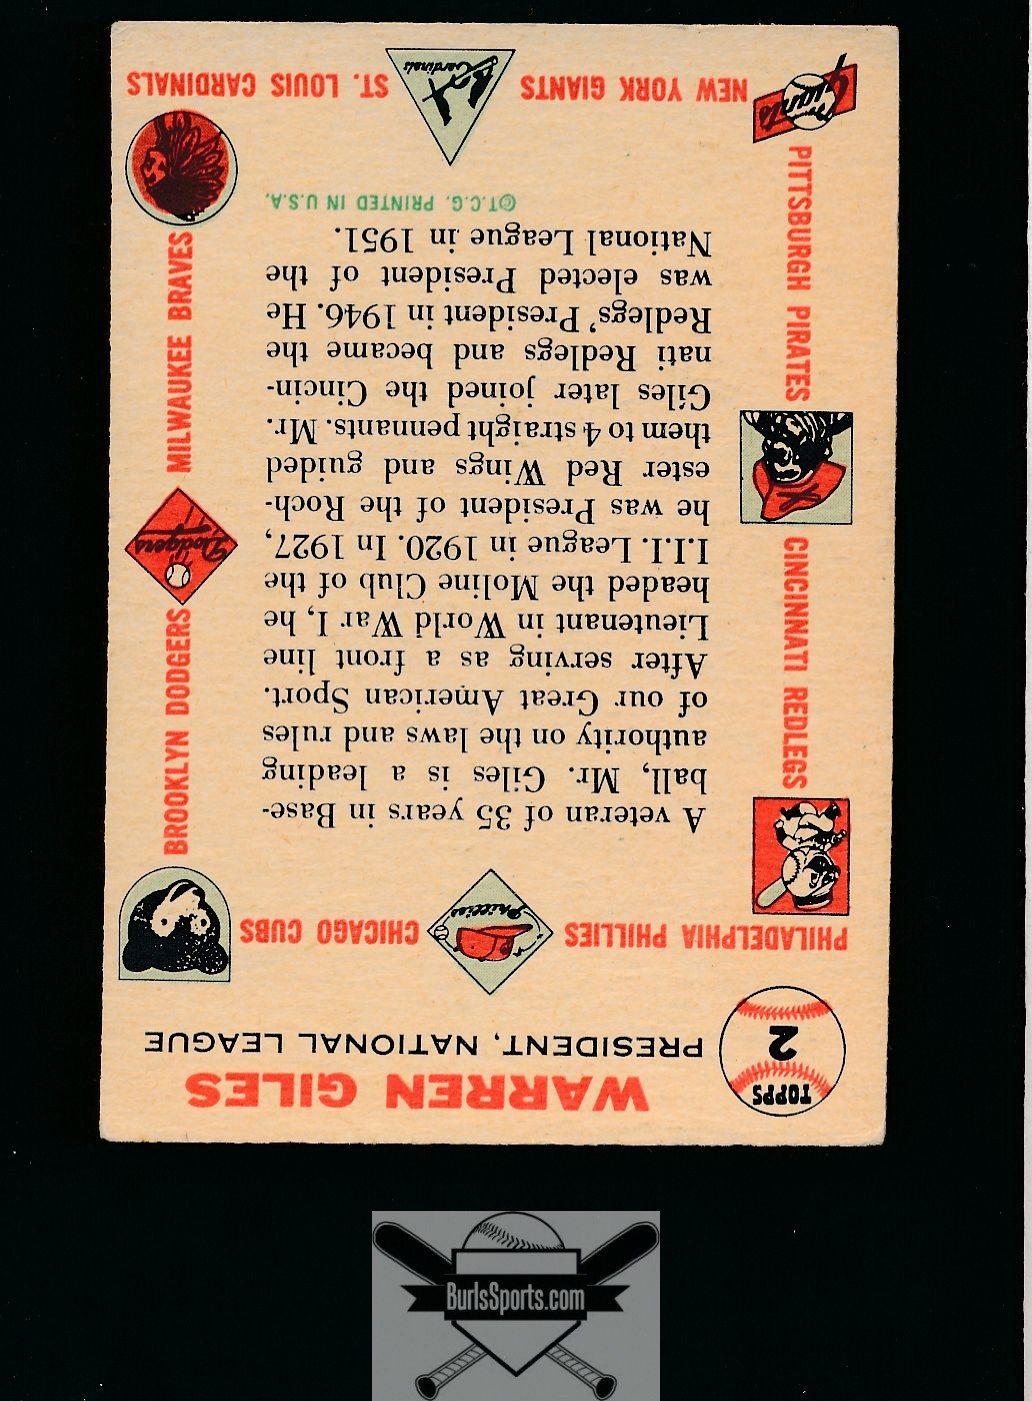 TOPPS
2
WARREN GILES
PRESIDENT, NATIONAL LEAGUE
PHILADELPHIA PHILLIES
Phillies
CHICAGO CUBS
A veteran of 35 years in Base-
ball, Mr. Giles is a leading
authority on the laws and rules
of our Great American Sport.
After serving as a front line
Lieutenant in World War I, he
headed the Moline Club of the
I.I.I. League in 1920. In 1927,
he was President of the Roch-
ester Red Wings and guided
them to 4 straight pennants. Mr.
Giles later joined the Cincin-
nati Redlegs and became the
Redlegs' President in 1946. He
was elected President of the
National League in 1951.
©T.C.G. PRINTED IN U.S.A.
CINCINNATI REDLEGS
PITTSBURGH PIRATES
BROOKLYN DODGERS
Dodgers
MILWAUKEE BRAVES
Giants
NEW YORK GIANTS
Cardinals
ST. LOUIS CARDINALS
BurlsSports.com